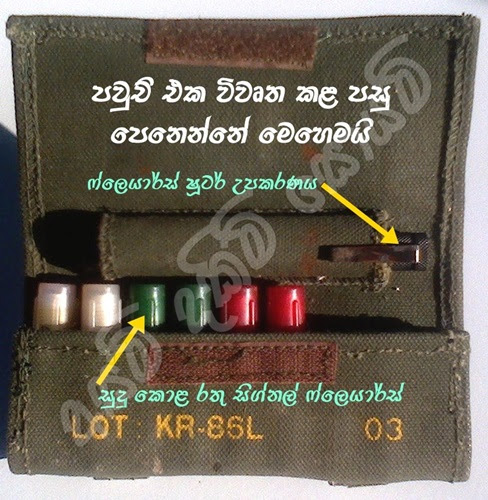 පවුච් එක විවෘත කළ පසු
පෙනෙන්නේ මෙහෙමයි
ෆ්ලෙයාර්ස් ෂූටර් උපකරණය
සුදු කොළ රතු සිග්නල් ෆ්ලෙයාර්ස්
LOT : KR-86L 03